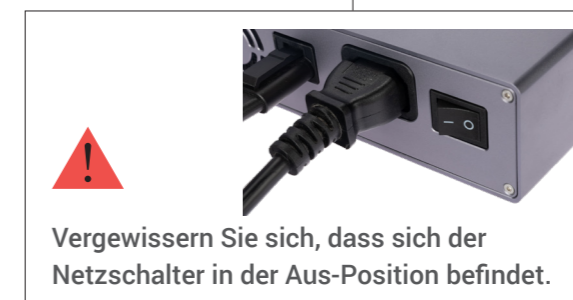 !
– O
Vergewissern Sie sich, dass sich der
Netzschalter in der Aus-Position befindet.